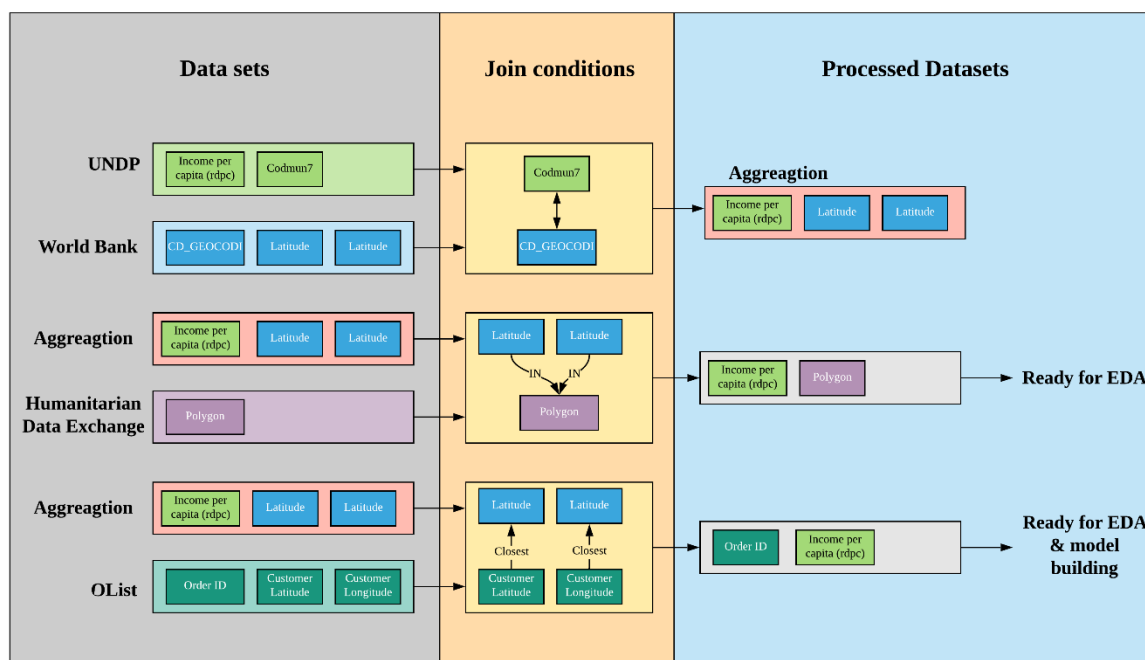 Data sets
Join conditions
Processed Datasets
UNDP
Income per
capita (rdpc)
Codmun7
World Bank
CD_GEOCODI
Latitude
Latitude
Codmun7
CD_GEOCODI
Aggreagtion
Income per
capita (rdpc)
Latitude
Latitude
Aggreagtion
Income per
capita (rdpc)
Latitude
Latitude
Humanitarian
Data Exchange
Polygon
Latitude
Latitude
IN
IN
Polygon
Income per
capita (rdpc)
Polygon
Ready for EDA
Aggreagtion
Income per
capita (rdpc)
Latitude
Latitude
OList
Order ID
Customer
Latitude
Customer
Longitude
Latitude
Latitude
Closest
Closest
Customer
Latitude
Customer
Longitude
Order ID
Income per
capita (rdpc)
Ready for EDA
& model
building